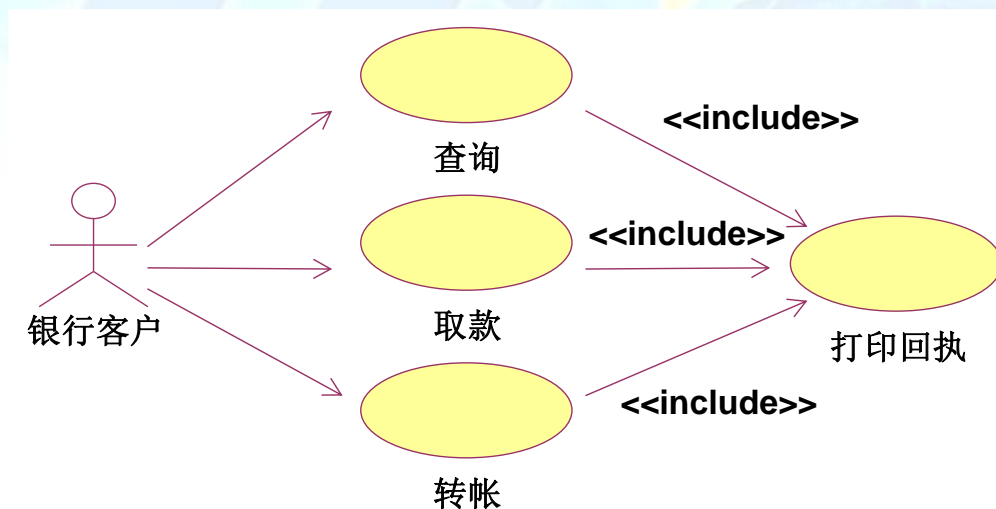 <<include>>
查询
<<include>>
银行客户
取款
打印回执
<<include>>
转帐